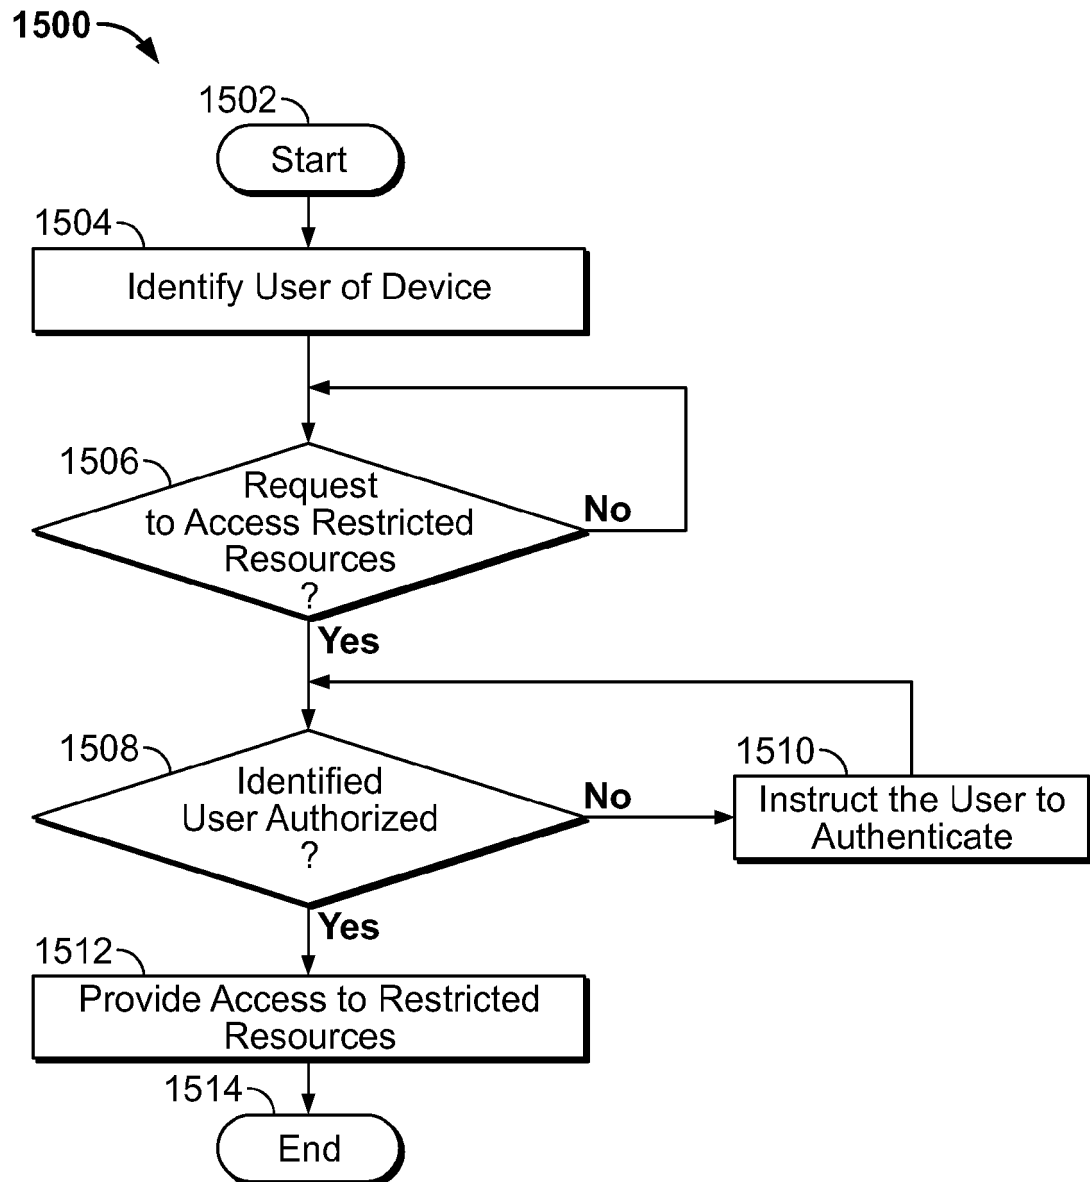 1500
1502
Start
1504
Identify User of Device
1506
Request
to Access Restricted
Resources
?
No
Yes
1508
Identified
User Authorized
?
No
1510
Instruct the User to
Authenticate
Yes
1512
Provide Access to Restricted
Resources
1514
End